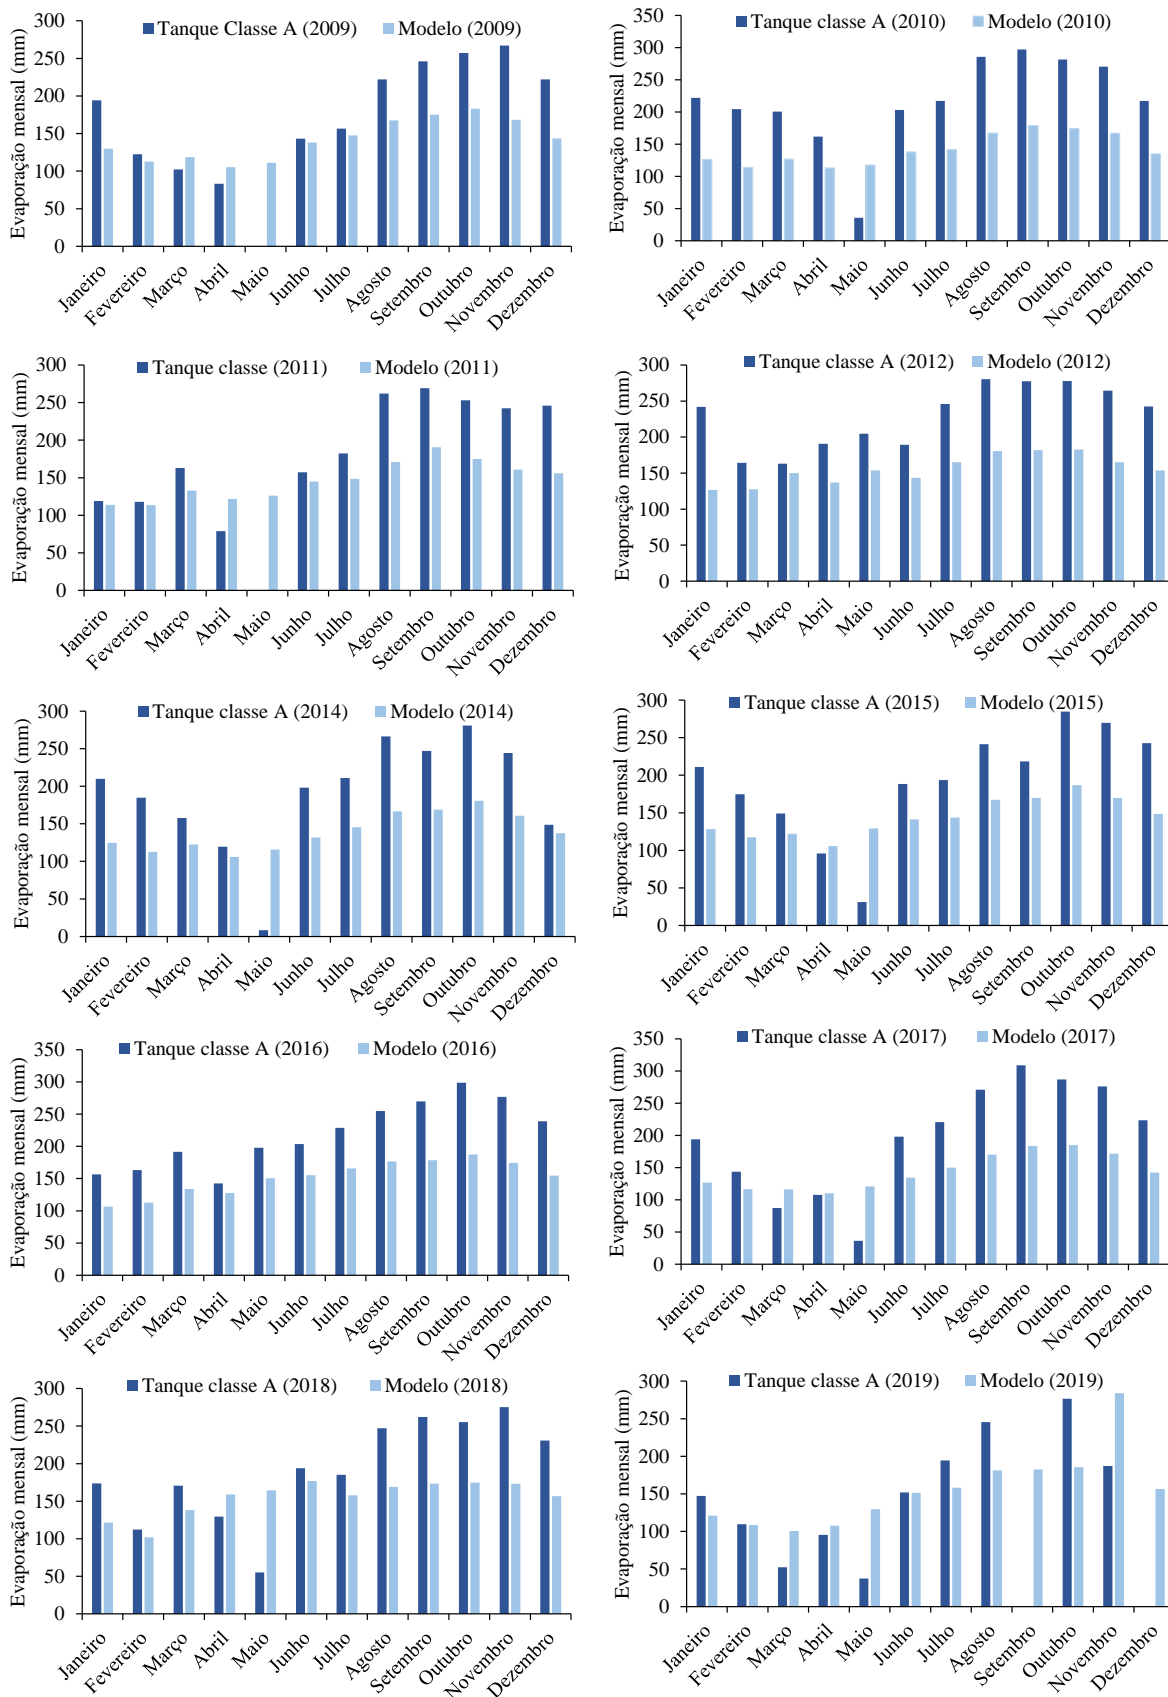 Evaporação mensal (mm)
Tanque Classe A (2009) Modelo (2009)
300
250
200
150
100
50
0
Janeiro Fevereiro Março Abril Maio Junho Julho Agosto Setembro Outubro Novembro Dezembro
Evaporação mensal (mm)
Tanque classe A (2010) Modelo (2010)
350
300
250
200
150
100
50
0
Janeiro Fevereiro Março Abril Maio Junho Julho Agosto Setembro Outubro Novembro Dezembro
Evaporação mensal (mm)
Tanque classe (2011) Modelo (2011)
300
250
200
150
100
50
0
Janeiro Fevereiro Março Abril Maio Junho Julho Agosto Setembro Outubro Novembro Dezembro
Evaporação mensal (mm)
Tanque classe A (2012) Modelo (2012)
300
250
200
150
100
50
0
Janeiro Fevereiro Março Abril Maio Junho Julho Agosto Setembro Outubro Novembro Dezembro
Evaporação mensal (mm)
Tanque classe A (2014) Modelo (2014)
300
250
200
150
100
50
0
Janeiro Fevereiro Março Abril Maio Junho Julho Agosto Setembro Outubro Novembro Dezembro
Evaporação mensal (mm)
Tanque classe A (2015) Modelo (2015)
300
250
200
150
100
50
0
Janeiro Fevereiro Março Abril Maio Junho Julho Agosto Setembro Outubro Novembro Dezembro
Evaporação mensal (mm)
Tanque classe A (2016) Modelo (2016)
350
300
250
200
150
100
50
0
Janeiro Fevereiro Março Abril Maio Junho Julho Agosto Setembro Outubro Novembro Dezembro
Evaporação mensal (mm)
Tanque classe A (2017) Modelo (2017)
350
300
250
200
150
100
50
0
Janeiro Fevereiro Março Abril Maio Junho Julho Agosto Setembro Outubro Novembro Dezembro
Evaporação mensal (mm)
Tanque classe A (2018) Modelo (2018)
300
250
200
150
100
50
0
Janeiro Fevereiro Março Abril Maio Junho Julho Agosto Setembro Outubro Novembro Dezembro
Evaporação mensal (mm)
Tanque classe A (2019) Modelo (2019)
300
250
200
150
100
50
0
Janeiro Fevereiro Março Abril Maio Junho Julho Agosto Setembro Outubro Novembro Dezembro